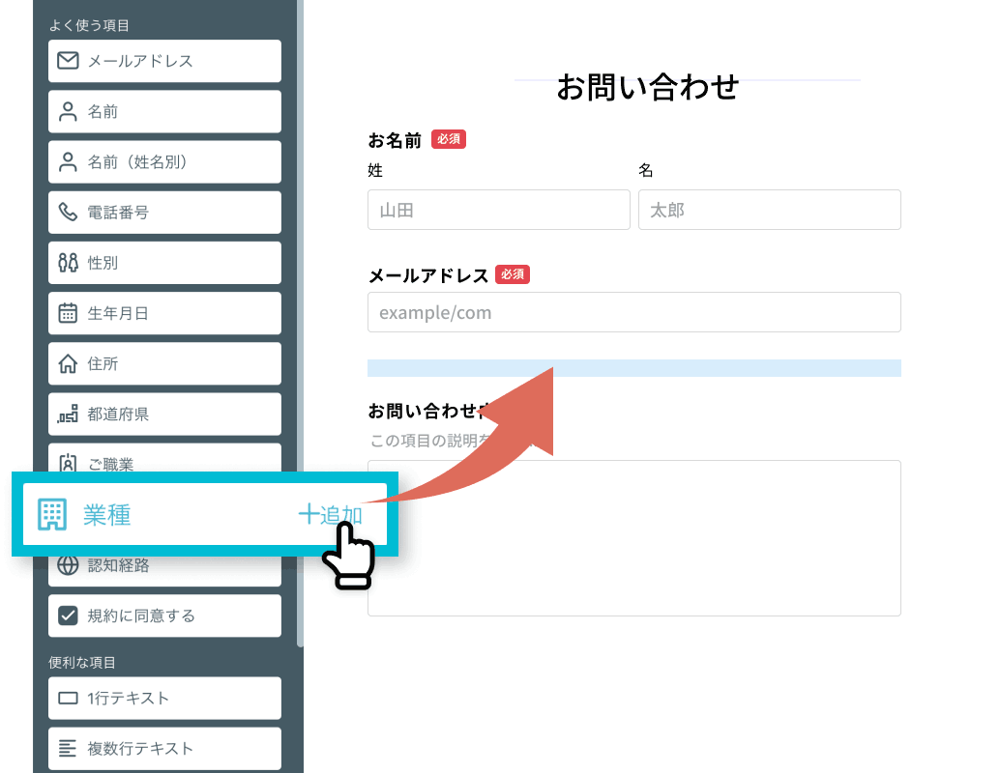 よく使う項目
メールアドレス
名前
名前（姓名別）
電話番号
性別
生年月日
住所
都道府県
ご職業
業種
＋追加
認知経路
規約に同意する
便利な項目
1行テキスト
複数行テキスト
お問い合わせ
お名前 必須
姓 名
山田 太郎
メールアドレス 必須
example/com
お問い合わせ
この項目の説明